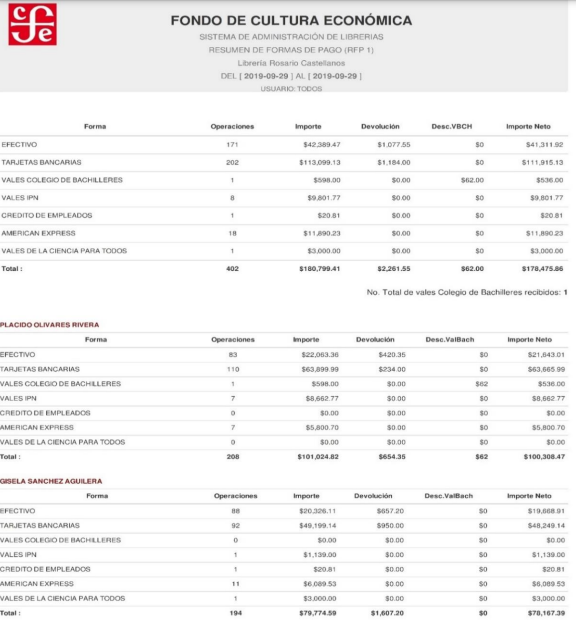 cfe
FONDO DE CULTURA ECONÓMICA
SISTEMA DE ADMINISTRACIÓN DE LIBRERIAS
RESUMEN DE FORMAS DE PAGO (RFP 1)
Librería Rosario Castellanos
DEL [ 2019-09-29 ] AL [ 2019-09-29 ]
USUARIO: TODOS
Forma Operaciones Importe Devolución Desc.VBCH Importe Neto
EFECTIVO 171 $42,389.47 $1,077.55 $0 $41,311.92
TARJETAS BANCARIAS 202 $113,099.13 $1,184.00 $0 $111,915.13
VALES COLEGIO DE BACHILLERES 1 $598.00 $0.00 $62.00 $536.00
VALES IPN 8 $9,801.77 $0.00 $0 $9,801.77
CREDITO DE EMPLEADOS 1 $20.81 $0.00 $0 $20.81
AMERICAN EXPRESS 18 $11,890.23 $0.00 $0 $11,890.23
VALES DE LA CIENCIA PARA TODOS 1 $3,000.00 $0.00 $0 $3,000.00
Total : 402 $180,799.41 $2,261.55 $62.00 $178,475.86
No. Total de vales Colegio de Bachilleres recibidos: 1
PLACIDO OLIVARES RIVERA
Forma Operaciones Importe Devolución Desc.ValBach Importe Neto
EFECTIVO 83 $22,063.36 $420.35 $0 $21,643.01
TARJETAS BANCARIAS 110 $63,899.99 $234.00 $0 $63,665.99
VALES COLEGIO DE BACHILLERES 1 $598.00 $0.00 $62 $536.00
VALES IPN 7 $8,662.77 $0.00 $0 $8,662.77
CREDITO DE EMPLEADOS 0 $0.00 $0.00 $0 $0.00
AMERICAN EXPRESS 7 $5,800.70 $0.00 $0 $5,800.70
VALES DE LA CIENCIA PARA TODOS 0 $0.00 $0.00 $0 $0.00
Total : 208 $101,024.82 $654.35 $62 $100,308.47
GISELA SANCHEZ AGUILERA
Forma Operaciones Importe Devolución Desc.ValBach Importe Neto
EFECTIVO 88 $20,326.11 $657.20 $0 $19,668.91
TARJETAS BANCARIAS 92 $49,199.14 $950.00 $0 $48,249.14
VALES COLEGIO DE BACHILLERES 0 $0.00 $0.00 $0 $0.00
VALES IPN 1 $1,139.00 $0.00 $0 $1,139.00
CREDITO DE EMPLEADOS 1 $20.81 $0.00 $0 $20.81
AMERICAN EXPRESS 11 $6,089.53 $0.00 $0 $6,089.53
VALES DE LA CIENCIA PARA TODOS 1 $3,000.00 $0.00 $0 $3,000.00
Total : 194 $79,774.59 $1,607.20 $0 $78,167.39